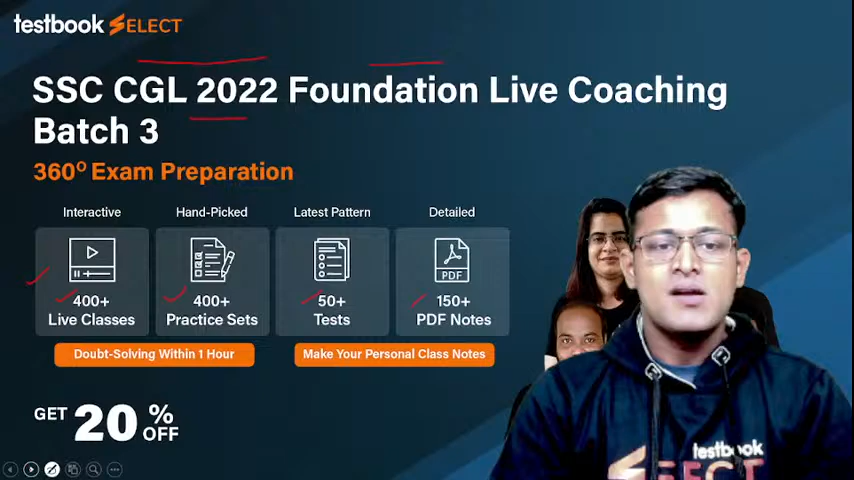 testbook SELECT
SSC CGL 2022 Foundation Live Coaching
Batch 3
360⁰ Exam Preparation
Interactive
Hand-Picked
Latest Pattern
Detailed
PDF
400+
Live Classes
400+
Practice Sets
50+
Tests
150+
PDF Notes
Doubt-Solving Within 1 Hour
Make Your Personal Class Notes
GET 20 % OFF
testbook
SELECT